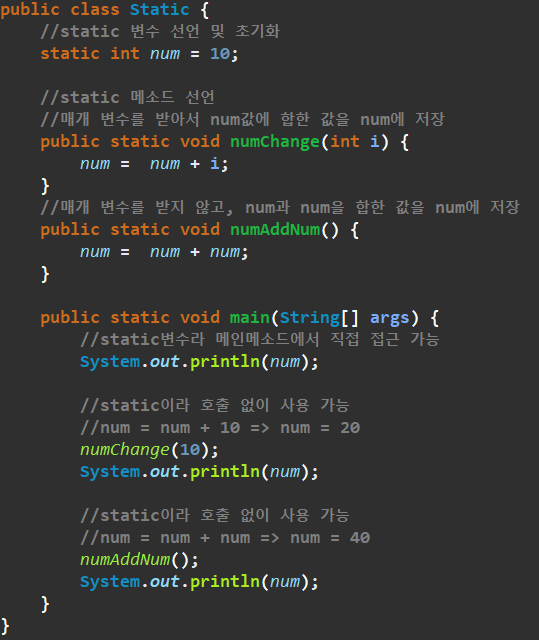 public class Static {
//static 변수 선언 및 초기화
static int num = 10;
//static 메소드 선언
//매개 변수를 받아서 num값에 합한 값을 num에 저장
public static void numChange(int i) {
num =  num + i;
}
//매개 변수를 받지 않고, num과 num을 합한 값을 num에 저장
public static void numAddNum() {
num =  num + num;
}
public static void main(String[] args) {
//static변수라 메인메소드에서 직접 접근 가능
System.out.println(num);
//static이라 호출 없이 사용 가능
//num = num + 10 => num = 20
numChange(10);
System.out.println(num);
//static이라 호출 없이 사용 가능
//num = num + num => num = 40
numAddNum();
System.out.println(num);
}
}